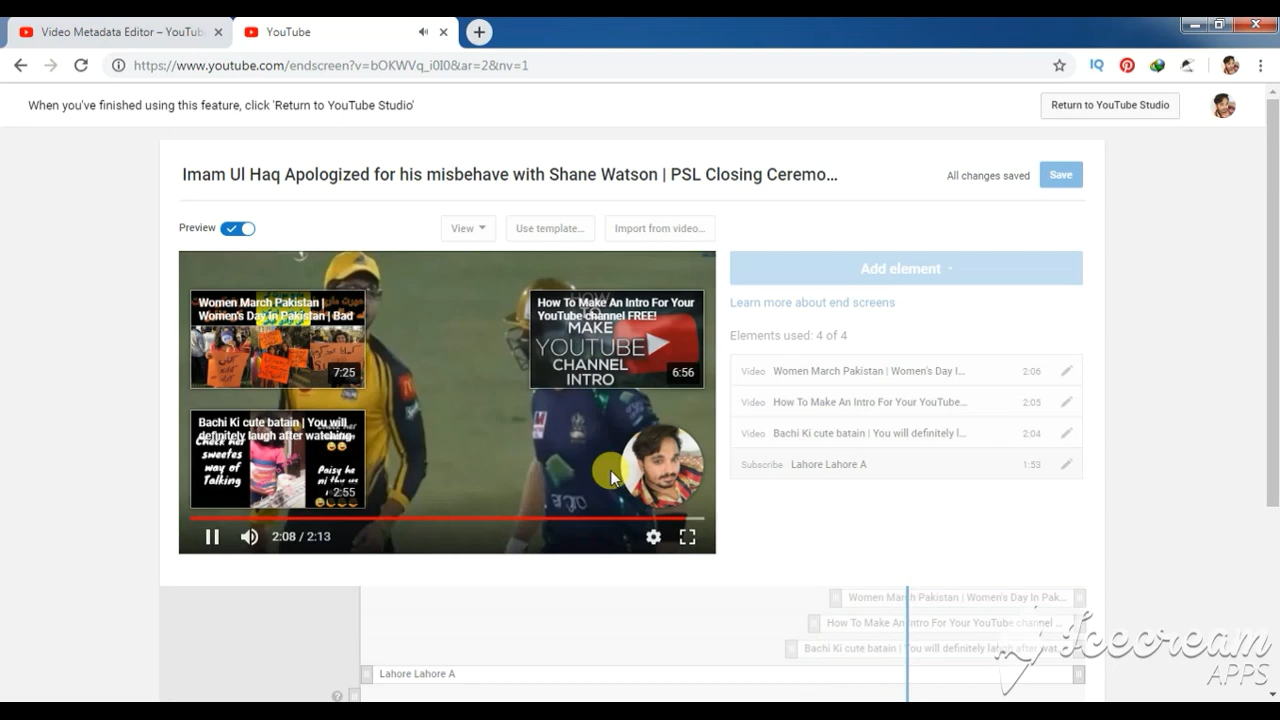 Video Metadata Editor – YouTub
YouTube
https://www.youtube.com/endscreen?v=bOKWVq_i0I0&ar=2&nv=1
IQ
When you've finished using this feature, click 'Return to YouTube Studio'
Return to YouTube Studio
Imam Ul Haq Apologized for his misbehave with Shane Watson | PSL Closing Ceremo...
All changes saved
Save
Preview
View
Use template...
Import from video...
Add element
Learn more about end screens
Elements used: 4 of 4
Video Women March Pakistan | Women's Day I... 2:06
Video How To Make An Intro For Your YouTube... 2:05
Video Bachi Ki cute batain | You will definitely l... 2:04
Subscribe Lahore Lahore A 1:53
Women March Pakistan |
Women's Day In Pakistan | Bad
7:25
How To Make An Intro For Your
YouTube channel FREE!
HOW
MAKE
YOUTUBE
CHANNEL
INTRO
6:56
Bachi Ki cute batain | You will
definitely laugh after watching
Check her
sweetes
way of
Talking
2:55
2:08 / 2:13
Women March Pakistan | Women's Day In Pak...
How To Make An Intro For Your YouTube channel ...
Bachi Ki cute batain | You will definitely laugh after wat...
Lahore Lahore A
Icecream
APPS